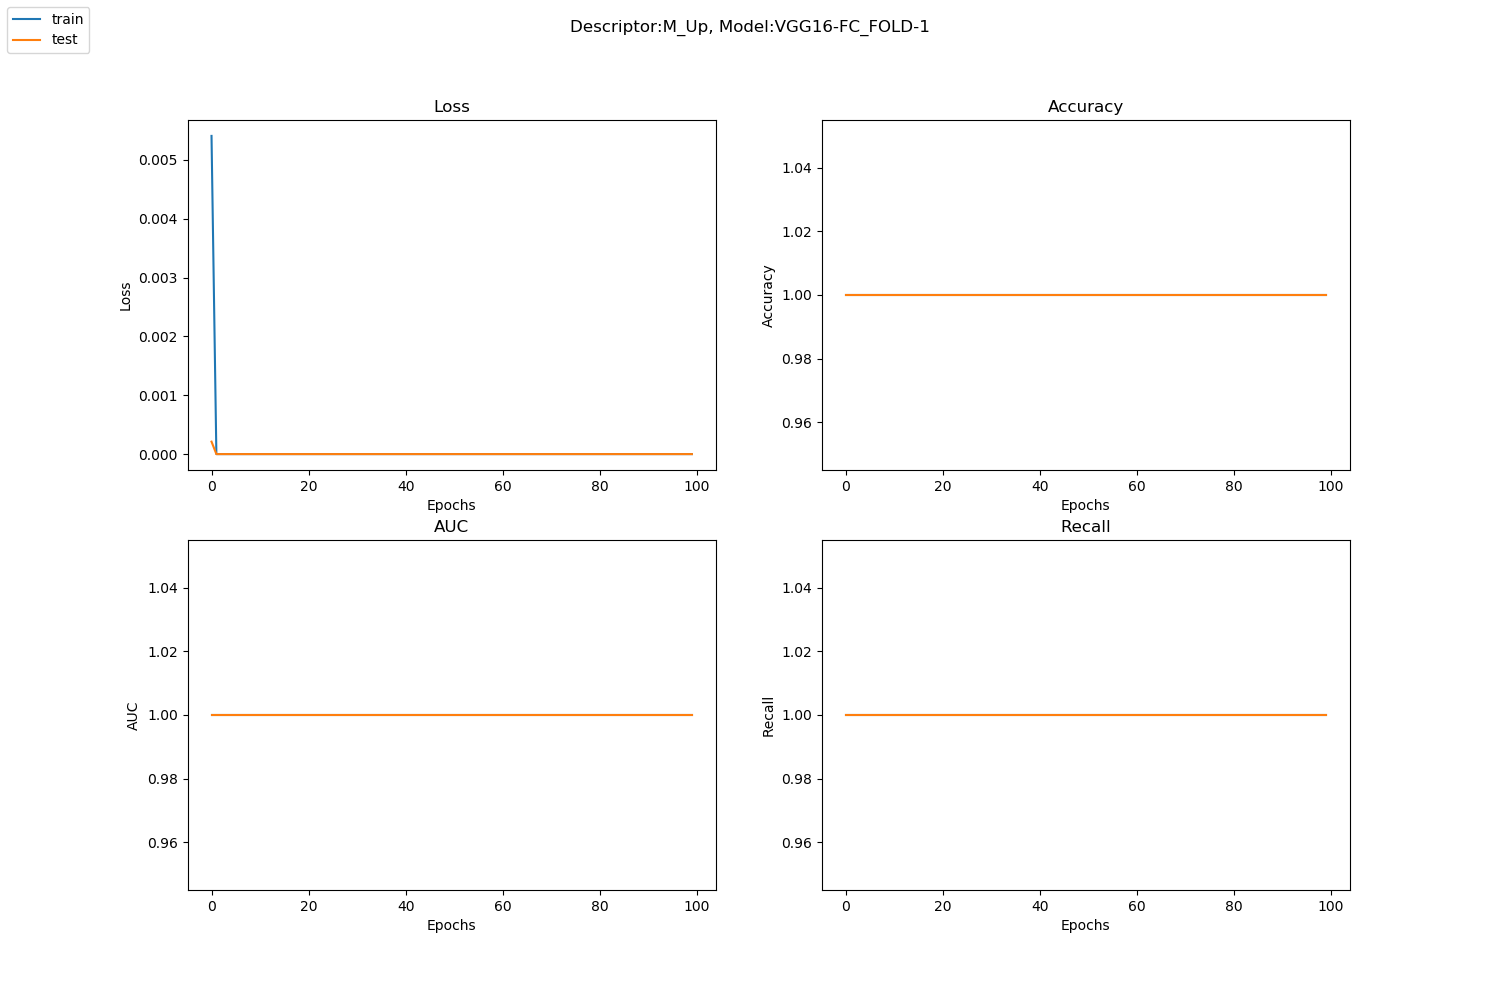 train
test
Descriptor:M_Up, Model:VGG16-FC_FOLD-1
Loss
0.005
0.004
0.003
0.002
0.001
0.000
Loss
0 20 40 60 80 100
Epochs
Accuracy
1.04
1.02
1.00
0.98
0.96
Accuracy
0 20 40 60 80 100
Epochs
AUC
1.04
1.02
1.00
0.98
0.96
AUC
0 20 40 60 80 100
Epochs
Recall
1.04
1.02
1.00
0.98
0.96
Recall
0 20 40 60 80 100
Epochs